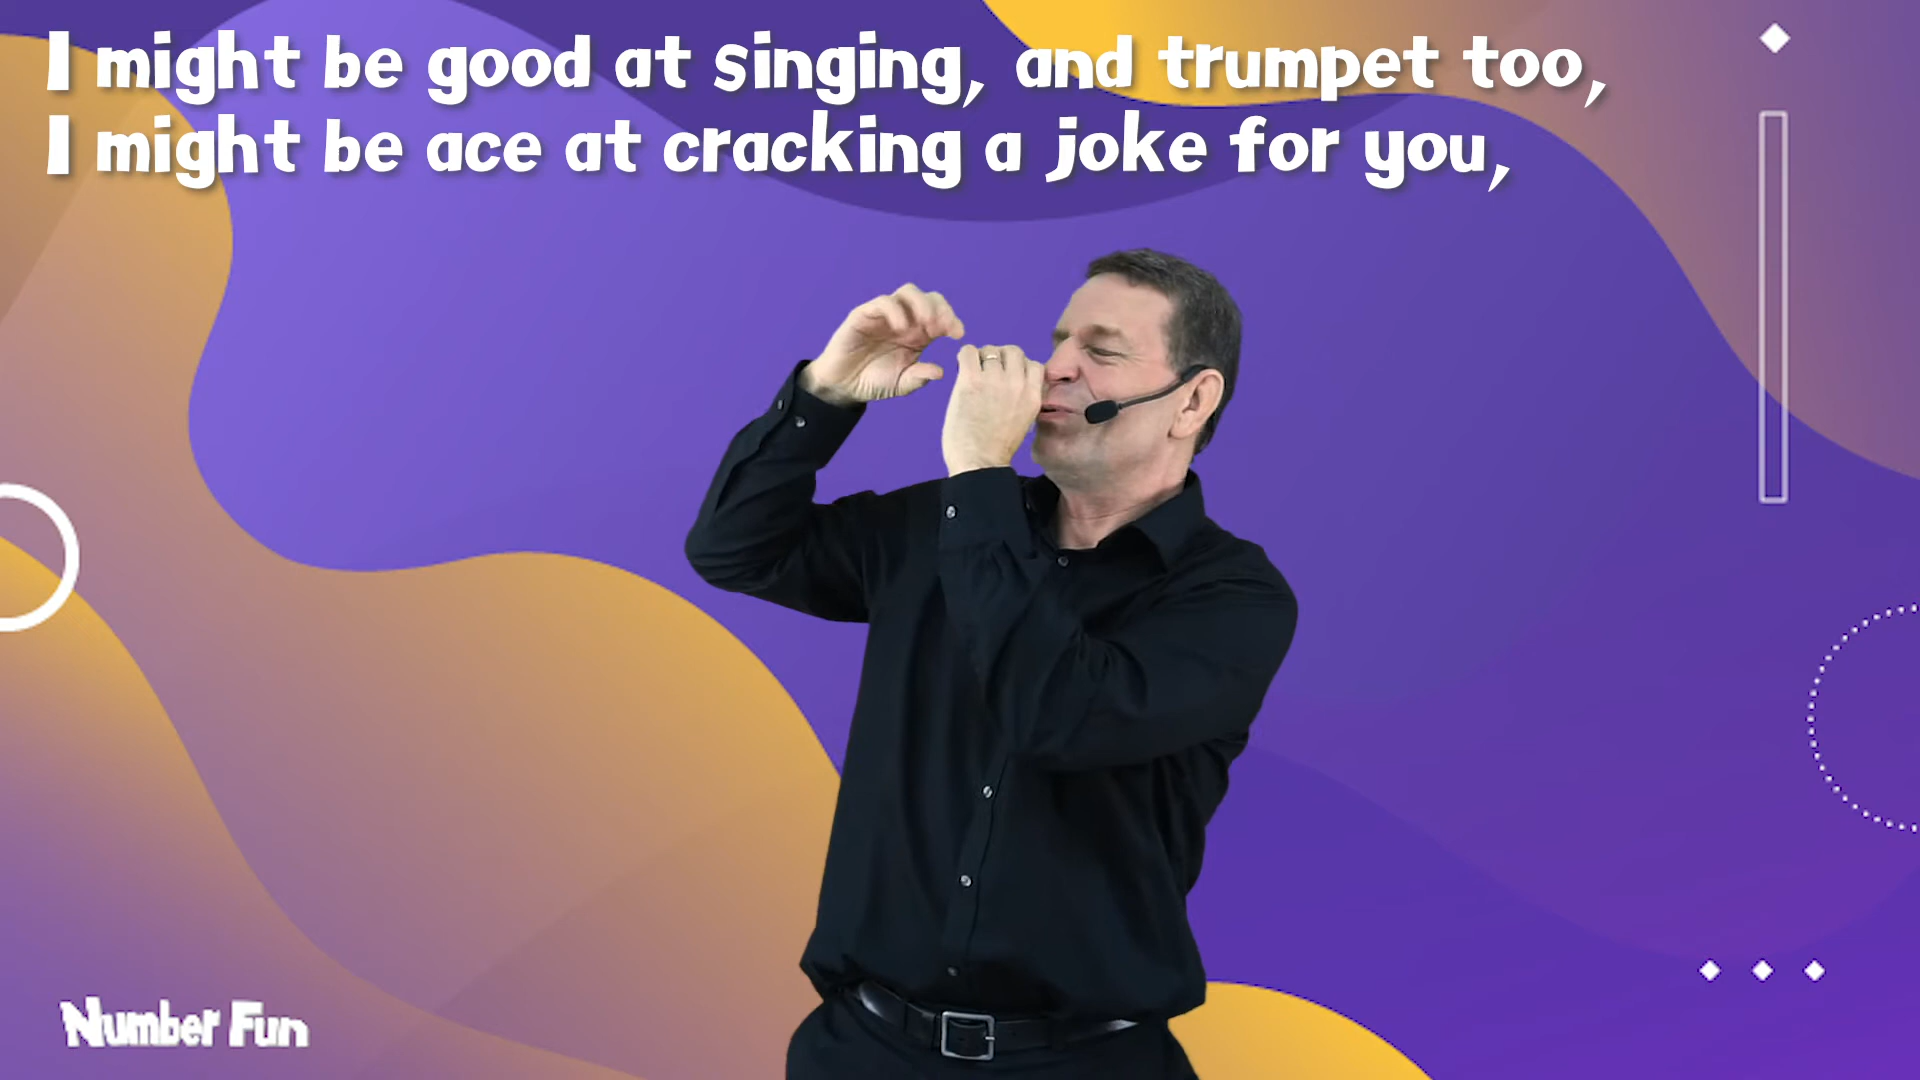 I might be good at singing, and trumpet too,
I might be ace at cracking a joke for you,
Number Fun